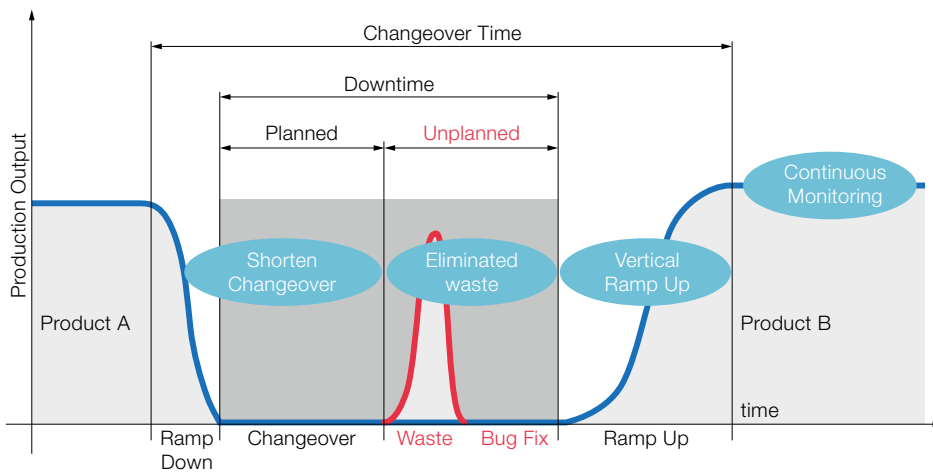 Changeover Time
Downtime
Planned
Unplanned
Production Output
Continuous
Monitoring
Shorten
Changeover
Eliminated
waste
Vertical
Ramp Up
Product A
Product B
time
Ramp
Down
Changeover
Waste
Bug Fix
Ramp Up